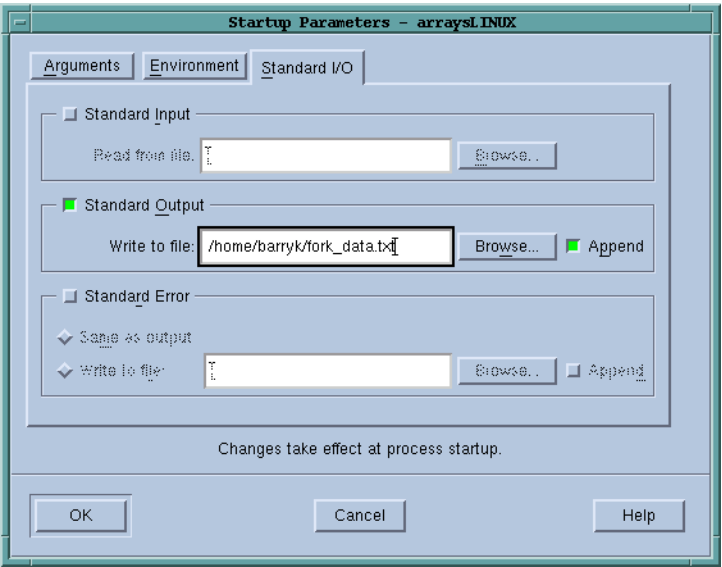 Startup Parameters - arraysLINUX
Arguments Environment Standard I/O
Standard Input
Read from file: Browse...
Standard Output
Write to file: /home/barryk/fork_data.txt Browse... Append
Standard Error
Same as output
Write to file: Browse... Append
Changes take effect at process startup.
OK Cancel Help